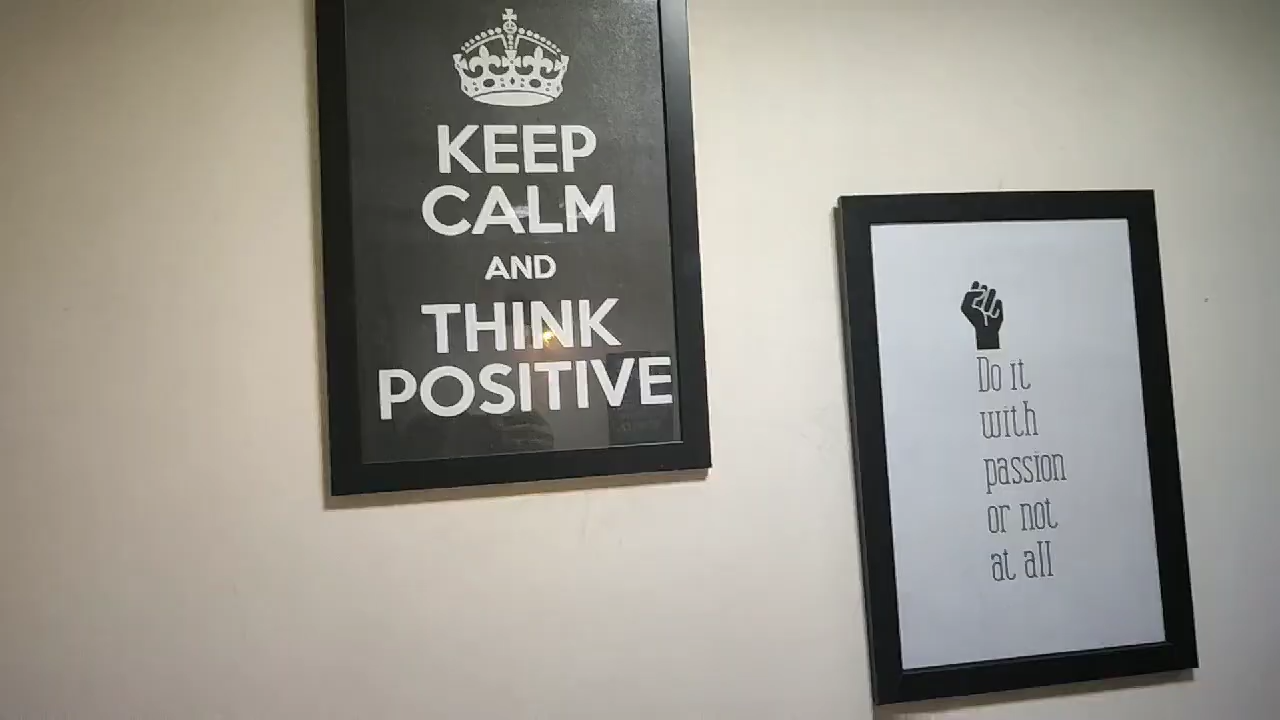 KEEP
CALM
AND
THINK
POSITIVE
Do it
with
passion
or not
at all